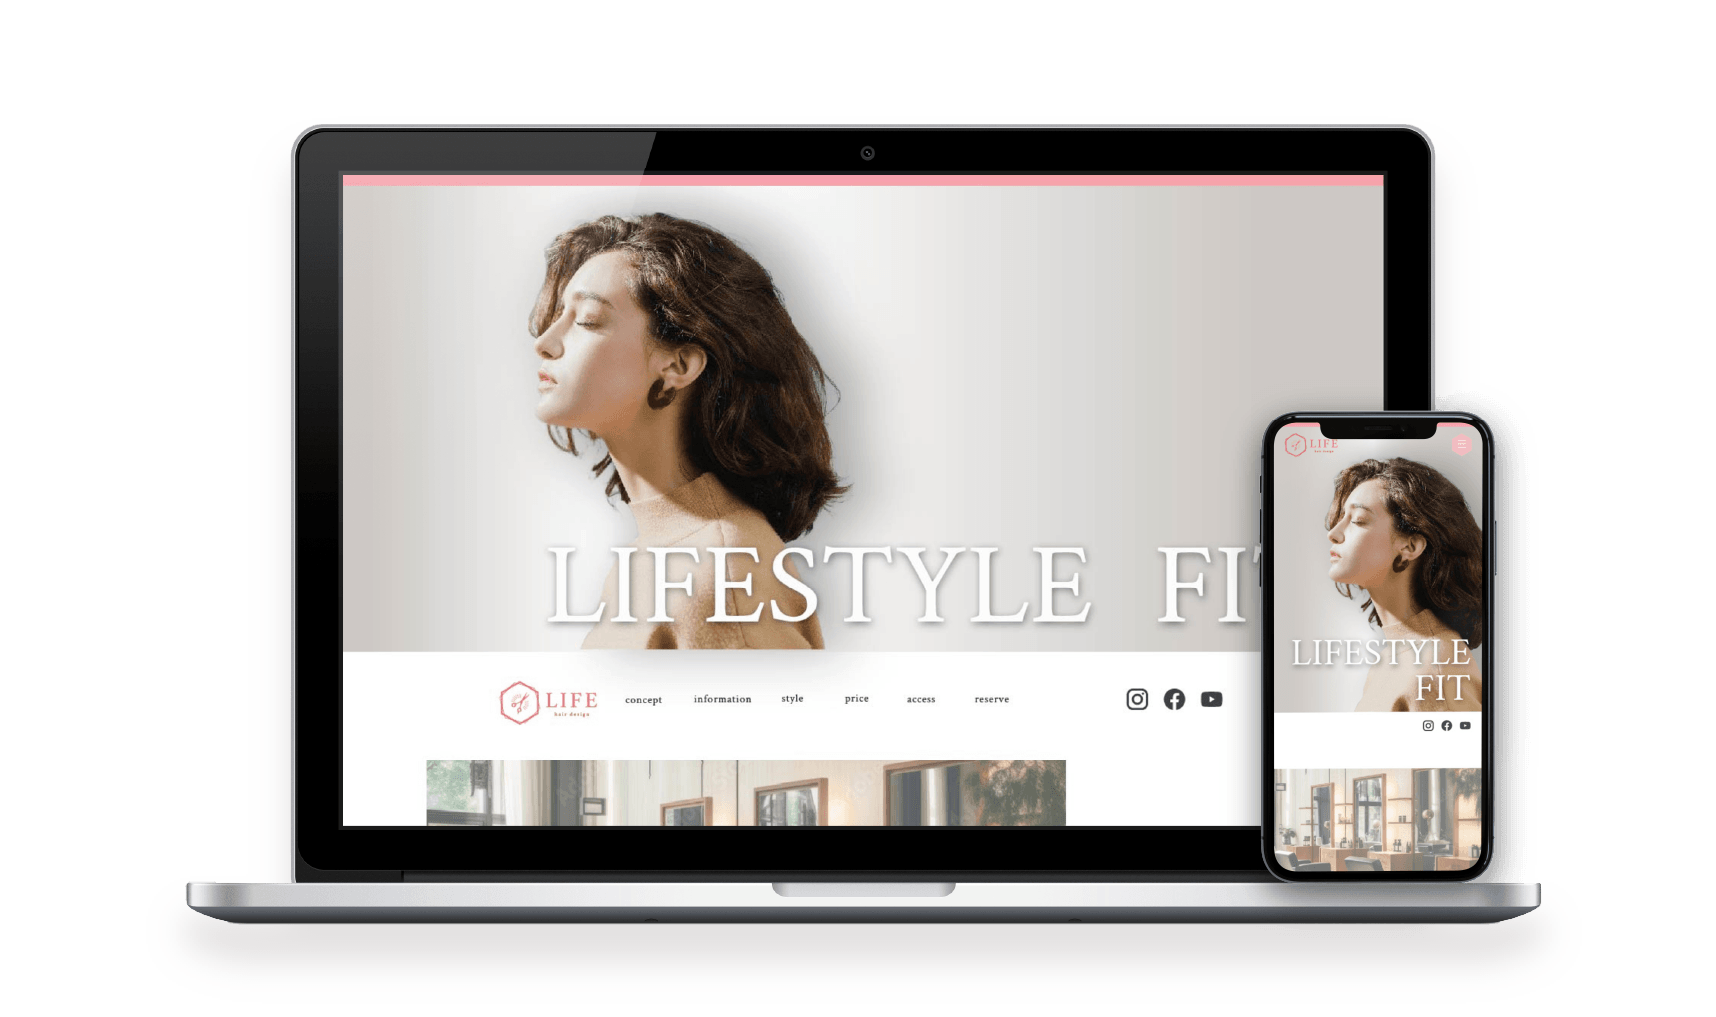 LIFESTYLE FI
LIFE
hair design
concept
information
style
price
access
reserve
LIFE
hair design
LIFESTYLE
FIT